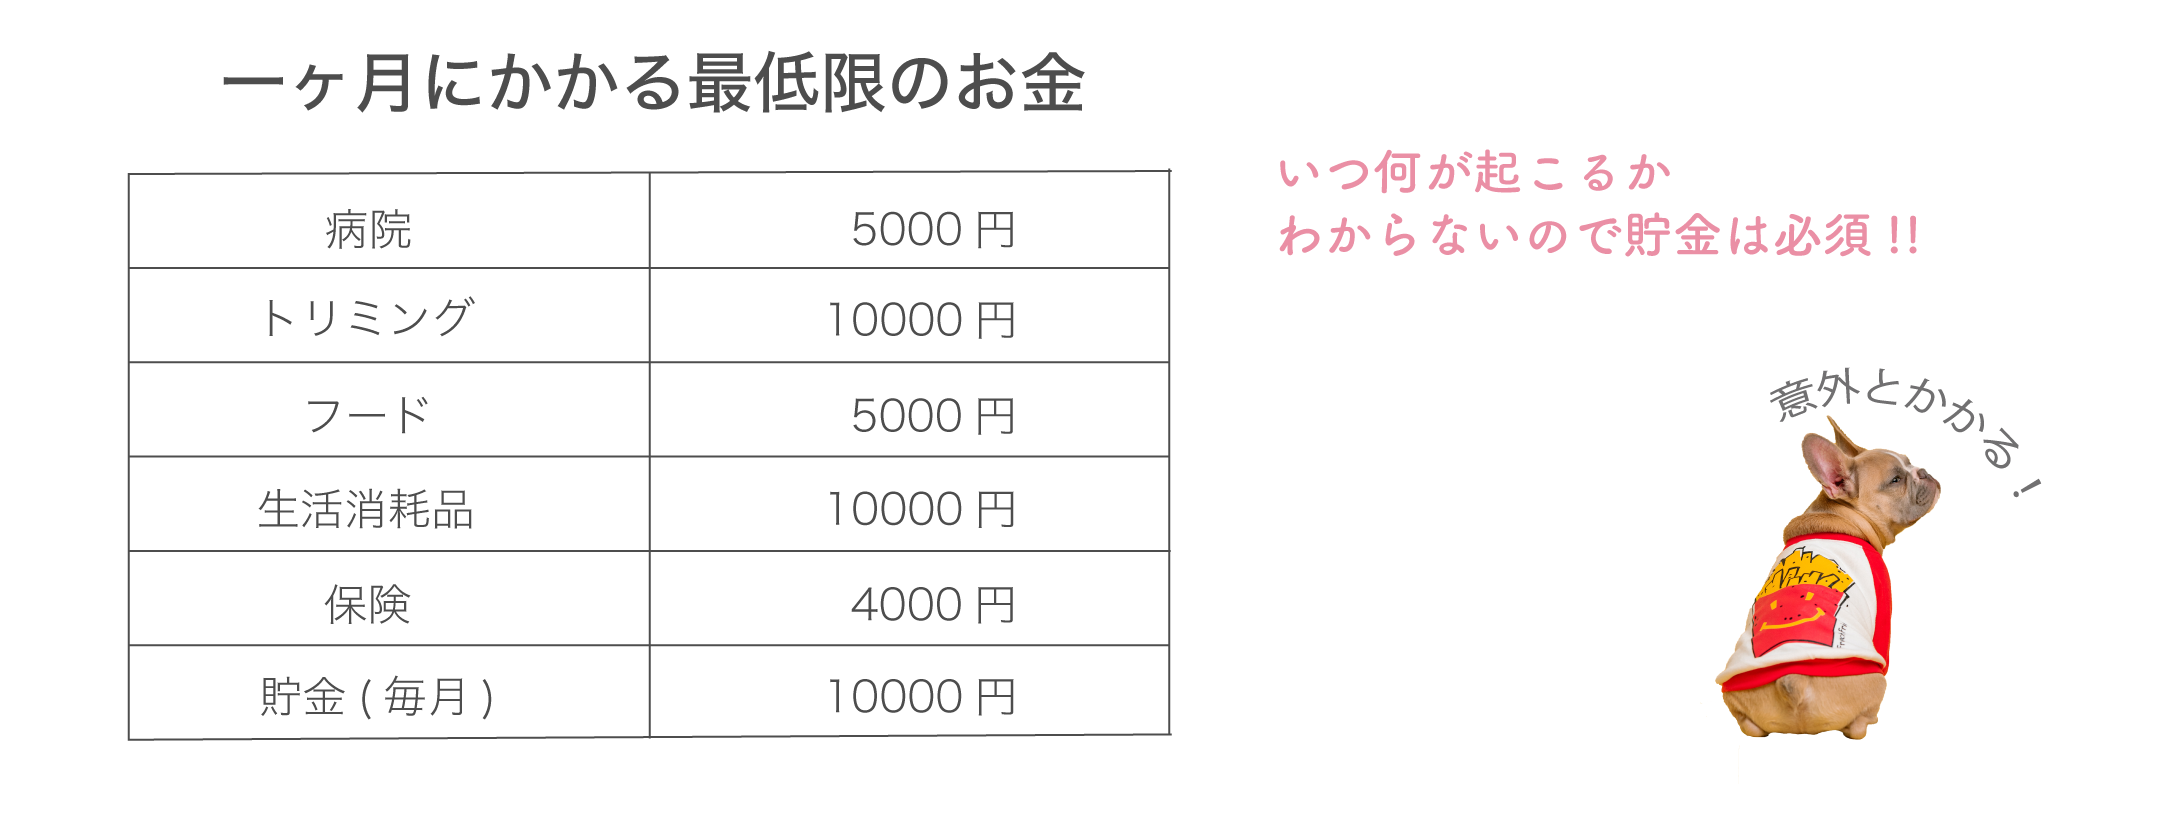 一ヶ月にかかる最低限のお金
病院 5000 円
トリミング 10000 円
フード 5000 円
生活消耗品 10000 円
保険 4000 円
貯金 ( 毎月 ) 10000 円
いつ何が起こるか
わからないので貯金は必須 !!
意外とかかる！